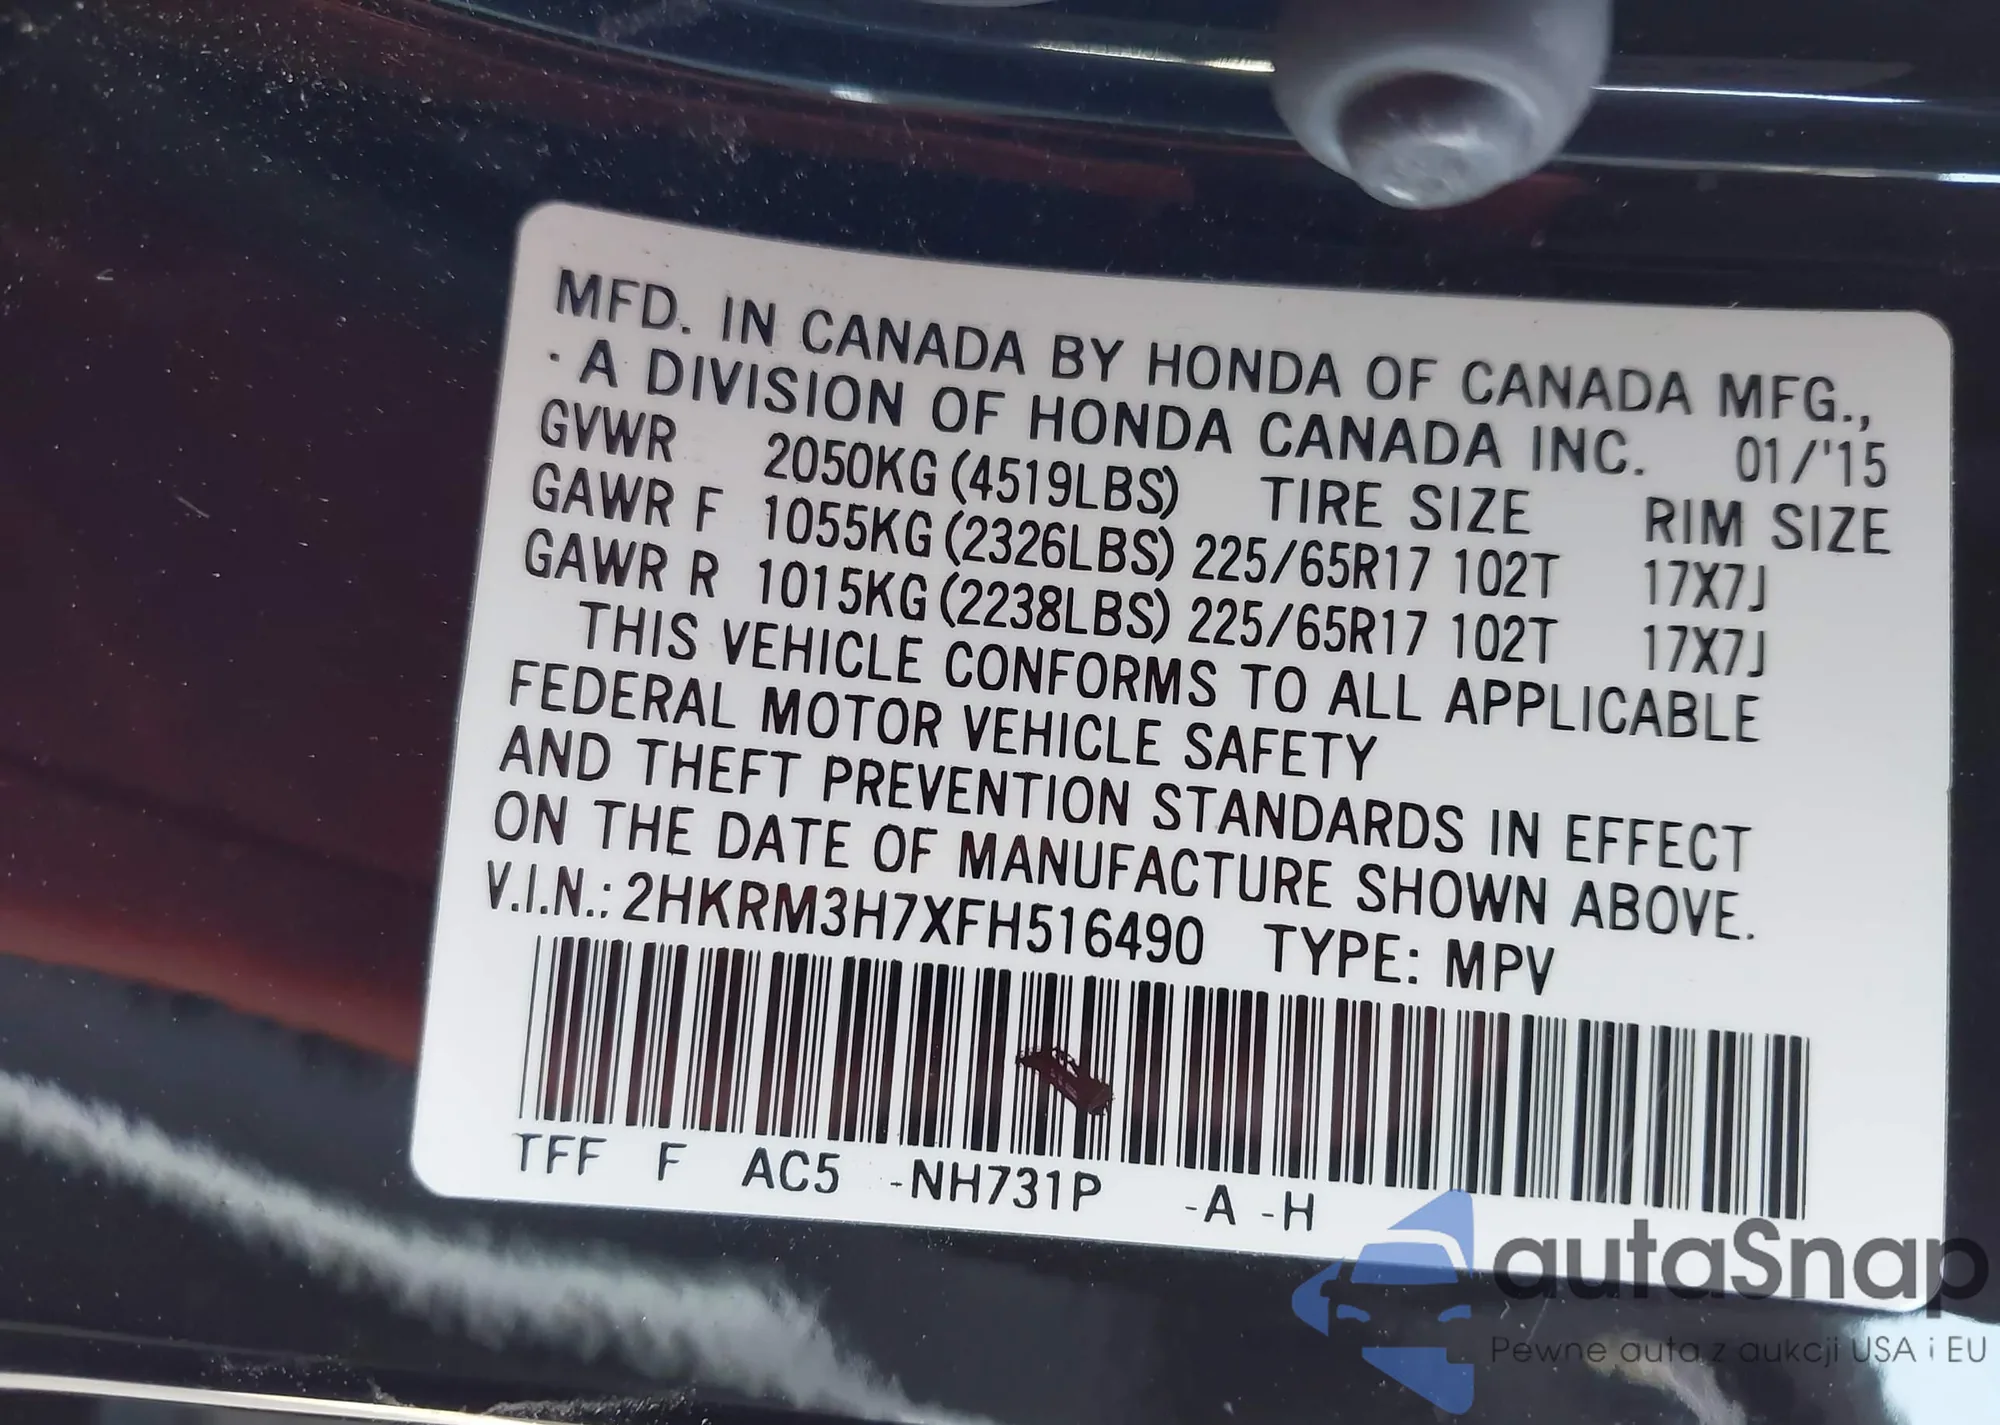 MFD. IN CANADA BY HONDA OF CANADA MFG.,
A DIVISION OF HONDA CANADA INC. 01/'15
GVWR 2050KG (4519LBS) TIRE SIZE RIM SIZE
GAWR F 1055KG (2326LBS) 225/65R17 102T 17X7J
GAWR R 1015KG (2238LBS) 225/65R17 102T 17X7J
THIS VEHICLE CONFORMS TO ALL APPLICABLE
FEDERAL MOTOR VEHICLE SAFETY
AND THEFT PREVENTION STANDARDS IN EFFECT
ON THE DATE OF MANUFACTURE SHOWN ABOVE.
V.I.N.: 2HKRM3H7XFH516490 TYPE: MPV
TFF F AC5 -NH731P -A -H
autaSnap
Pewne auta z aukcji USA i EU